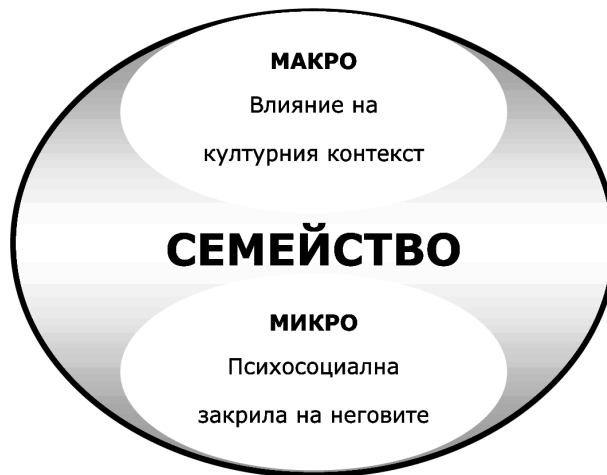 МАКРО
Влияние на
културния контекст
СЕМЕЙСТВО
МИКРО
Психосоциална
закрила на неговите